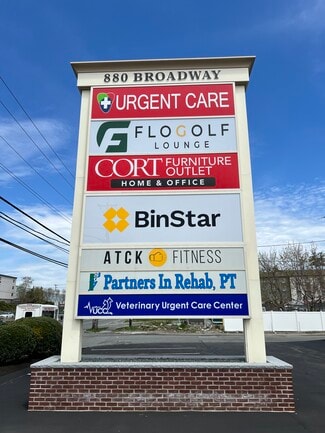 880 BROADWAY
URGENT CARE
FLOGOLF
LOUNGE
CORT FURNITURE OUTLET
HOME & OFFICE
BinStar
ATCK FITNESS
Partners In Rehab, PT
VUCC Veterinary Urgent Care Center